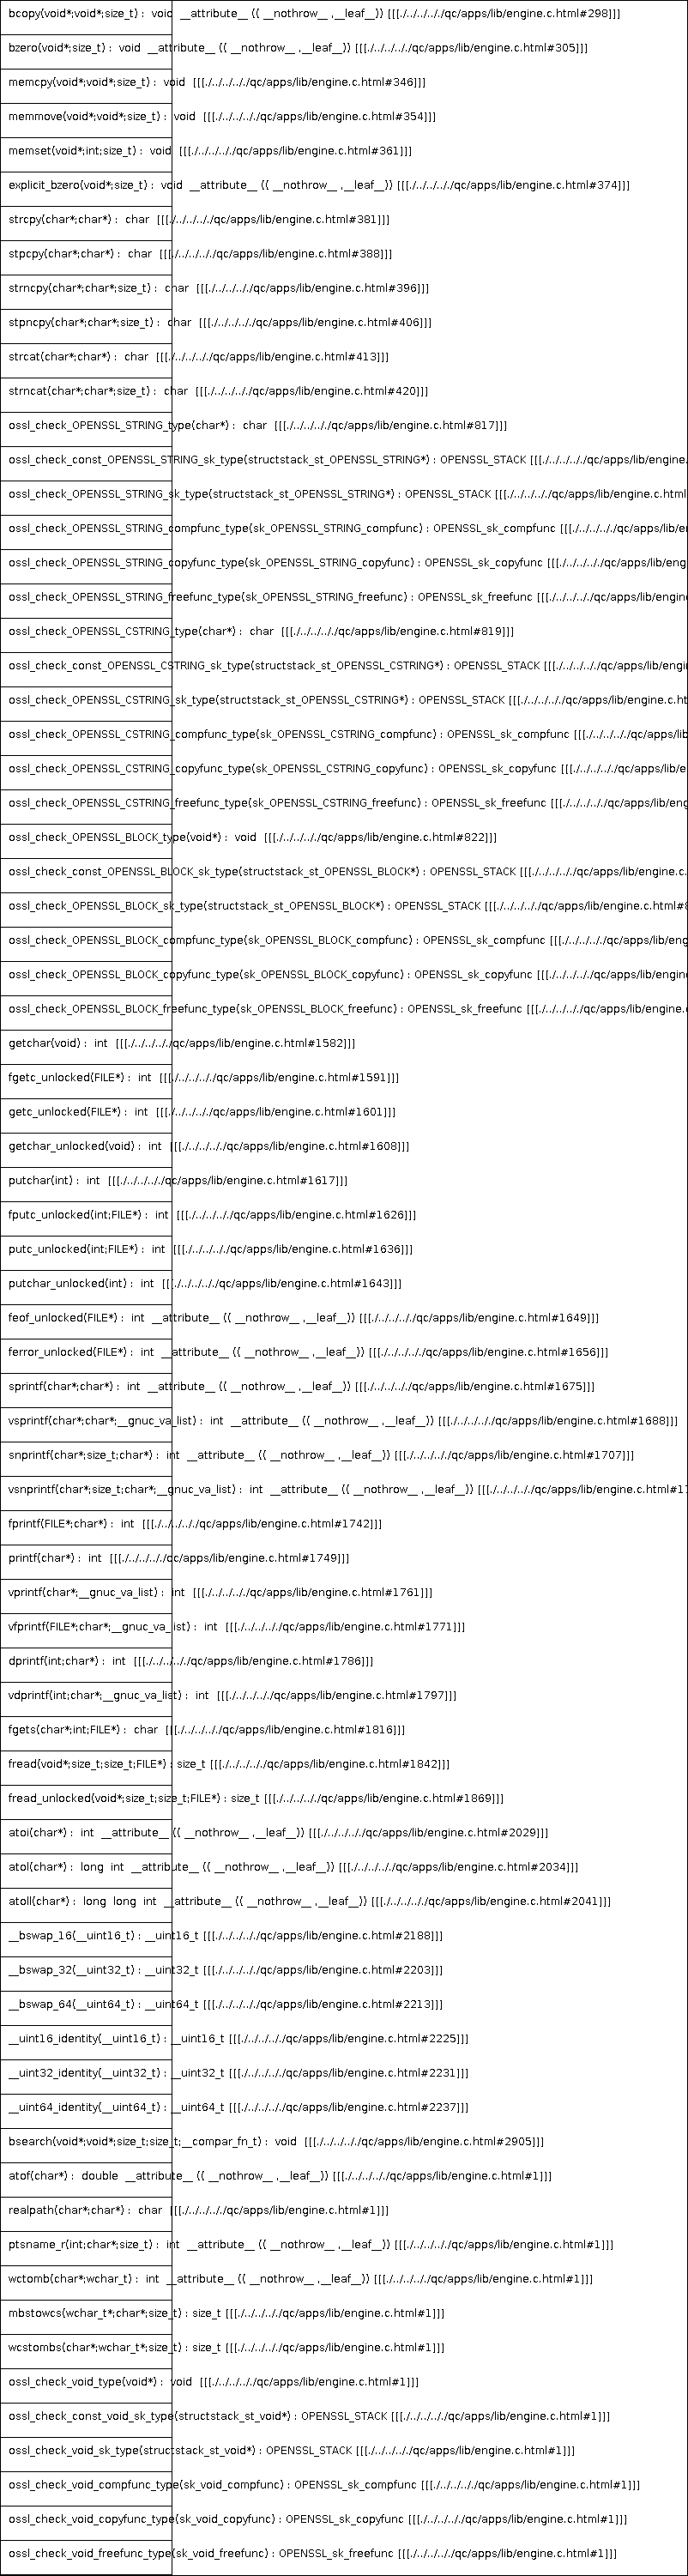 bcopy(void*;void*;size_t) :  void  __attribute__ (( __nothrow__ ,__leaf__)) [[[./../../../../qc/apps/lib/engine.c.html#298]]]
bzero(void*;size_t) :  void  __attribute__ (( __nothrow__ ,__leaf__)) [[[./../../../../qc/apps/lib/engine.c.html#305]]]
memcpy(void*;void*;size_t) :  void  [[[./../../../../qc/apps/lib/engine.c.html#346]]]
memmove(void*;void*;size_t) :  void  [[[./../../../../qc/apps/lib/engine.c.html#354]]]
memset(void*;int;size_t) :  void  [[[./../../../../qc/apps/lib/engine.c.html#361]]]
explicit_bzero(void*;size_t) :  void  __attribute__ (( __nothrow__ ,__leaf__)) [[[./../../../../qc/apps/lib/engine.c.html#374]]]
strcpy(char*;char*) :  char  [[[./../../../../qc/apps/lib/engine.c.html#381]]]
stpcpy(char*;char*) :  char  [[[./../../../../qc/apps/lib/engine.c.html#388]]]
strncpy(char*;char*;size_t) :  char  [[[./../../../../qc/apps/lib/engine.c.html#396]]]
stpncpy(char*;char*;size_t) :  char  [[[./../../../../qc/apps/lib/engine.c.html#406]]]
strcat(char*;char*) :  char  [[[./../../../../qc/apps/lib/engine.c.html#413]]]
strncat(char*;char*;size_t) :  char  [[[./../../../../qc/apps/lib/engine.c.html#420]]]
ossl_check_OPENSSL_STRING_type(char*) :  char  [[[./../../../../qc/apps/lib/engine.c.html#817]]]
ossl_check_const_OPENSSL_STRING_sk_type(structstack_st_OPENSSL_STRING*) : OPENSSL_STACK [[[./../../../../qc/apps/lib/engine.
ossl_check_OPENSSL_STRING_sk_type(structstack_st_OPENSSL_STRING*) : OPENSSL_STACK [[[./../../../../qc/apps/lib/engine.c.html
ossl_check_OPENSSL_STRING_compfunc_type(sk_OPENSSL_STRING_compfunc) : OPENSSL_sk_compfunc [[[./../../../../qc/apps/lib/en
ossl_check_OPENSSL_STRING_copyfunc_type(sk_OPENSSL_STRING_copyfunc) : OPENSSL_sk_copyfunc [[[./../../../../qc/apps/lib/eng
ossl_check_OPENSSL_STRING_freefunc_type(sk_OPENSSL_STRING_freefunc) : OPENSSL_sk_freefunc [[[./../../../../qc/apps/lib/engine
ossl_check_OPENSSL_CSTRING_type(char*) :  char  [[[./../../../../qc/apps/lib/engine.c.html#819]]]
ossl_check_const_OPENSSL_CSTRING_sk_type(structstack_st_OPENSSL_CSTRING*) : OPENSSL_STACK [[[./../../../../qc/apps/lib/engi
ossl_check_OPENSSL_CSTRING_sk_type(structstack_st_OPENSSL_CSTRING*) : OPENSSL_STACK [[[./../../../../qc/apps/lib/engine.c.ht
ossl_check_OPENSSL_CSTRING_compfunc_type(sk_OPENSSL_CSTRING_compfunc) : OPENSSL_sk_compfunc [[[./../../../../qc/apps/lib
ossl_check_OPENSSL_CSTRING_copyfunc_type(sk_OPENSSL_CSTRING_copyfunc) : OPENSSL_sk_copyfunc [[[./../../../../qc/apps/lib/e
ossl_check_OPENSSL_CSTRING_freefunc_type(sk_OPENSSL_CSTRING_freefunc) : OPENSSL_sk_freefunc [[[./../../../../qc/apps/lib/eng
ossl_check_OPENSSL_BLOCK_type(void*) :  void  [[[./../../../../qc/apps/lib/engine.c.html#822]]]
ossl_check_const_OPENSSL_BLOCK_sk_type(structstack_st_OPENSSL_BLOCK*) : OPENSSL_STACK [[[./../../../../qc/apps/lib/engine.c.
ossl_check_OPENSSL_BLOCK_sk_type(structstack_st_OPENSSL_BLOCK*) : OPENSSL_STACK [[[./../../../../qc/apps/lib/engine.c.html#8
ossl_check_OPENSSL_BLOCK_compfunc_type(sk_OPENSSL_BLOCK_compfunc) : OPENSSL_sk_compfunc [[[./../../../../qc/apps/lib/eng
ossl_check_OPENSSL_BLOCK_copyfunc_type(sk_OPENSSL_BLOCK_copyfunc) : OPENSSL_sk_copyfunc [[[./../../../../qc/apps/lib/engine
ossl_check_OPENSSL_BLOCK_freefunc_type(sk_OPENSSL_BLOCK_freefunc) : OPENSSL_sk_freefunc [[[./../../../../qc/apps/lib/engine.c
getchar(void) :  int  [[[./../../../../qc/apps/lib/engine.c.html#1582]]]
fgetc_unlocked(FILE*) :  int  [[[./../../../../qc/apps/lib/engine.c.html#1591]]]
getc_unlocked(FILE*) :  int  [[[./../../../../qc/apps/lib/engine.c.html#1601]]]
getchar_unlocked(void) :  int  [[[./../../../../qc/apps/lib/engine.c.html#1608]]]
putchar(int) :  int  [[[./../../../../qc/apps/lib/engine.c.html#1617]]]
fputc_unlocked(int;FILE*) :  int  [[[./../../../../qc/apps/lib/engine.c.html#1626]]]
putc_unlocked(int;FILE*) :  int  [[[./../../../../qc/apps/lib/engine.c.html#1636]]]
putchar_unlocked(int) :  int  [[[./../../../../qc/apps/lib/engine.c.html#1643]]]
feof_unlocked(FILE*) :  int  __attribute__ (( __nothrow__ ,__leaf__)) [[[./../../../../qc/apps/lib/engine.c.html#1649]]]
ferror_unlocked(FILE*) :  int  __attribute__ (( __nothrow__ ,__leaf__)) [[[./../../../../qc/apps/lib/engine.c.html#1656]]]
sprintf(char*;char*) :  int  __attribute__ (( __nothrow__ ,__leaf__)) [[[./../../../../qc/apps/lib/engine.c.html#1675]]]
vsprintf(char*;char*;__gnuc_va_list) :  int  __attribute__ (( __nothrow__ ,__leaf__)) [[[./../../../../qc/apps/lib/engine.c.html#1688]]]
snprintf(char*;size_t;char*) :  int  __attribute__ (( __nothrow__ ,__leaf__)) [[[./../../../../qc/apps/lib/engine.c.html#1707]]]
vsnprintf(char*;size_t;char*;__gnuc_va_list) :  int  __attribute__ (( __nothrow__ ,__leaf__)) [[[./../../../../qc/apps/lib/engine.c.html#17
fprintf(FILE*;char*) :  int  [[[./../../../../qc/apps/lib/engine.c.html#1742]]]
printf(char*) :  int  [[[./../../../../qc/apps/lib/engine.c.html#1749]]]
vprintf(char*;__gnuc_va_list) :  int  [[[./../../../../qc/apps/lib/engine.c.html#1761]]]
vfprintf(FILE*;char*;__gnuc_va_list) :  int  [[[./../../../../qc/apps/lib/engine.c.html#1771]]]
dprintf(int;char*) :  int  [[[./../../../../qc/apps/lib/engine.c.html#1786]]]
vdprintf(int;char*;__gnuc_va_list) :  int  [[[./../../../../qc/apps/lib/engine.c.html#1797]]]
fgets(char*;int;FILE*) :  char  [[[./../../../../qc/apps/lib/engine.c.html#1816]]]
fread(void*;size_t;size_t;FILE*) : size_t [[[./../../../../qc/apps/lib/engine.c.html#1842]]]
fread_unlocked(void*;size_t;size_t;FILE*) : size_t [[[./../../../../qc/apps/lib/engine.c.html#1869]]]
atoi(char*) :  int  __attribute__ (( __nothrow__ ,__leaf__)) [[[./../../../../qc/apps/lib/engine.c.html#2029]]]
atol(char*) :  long  int  __attribute__ (( __nothrow__ ,__leaf__)) [[[./../../../../qc/apps/lib/engine.c.html#2034]]]
atoll(char*) :  long  long  int  __attribute__ (( __nothrow__ ,__leaf__)) [[[./../../../../qc/apps/lib/engine.c.html#2041]]]
__bswap_16(__uint16_t) : __uint16_t [[[./../../../../qc/apps/lib/engine.c.html#2188]]]
__bswap_32(__uint32_t) : __uint32_t [[[./../../../../qc/apps/lib/engine.c.html#2203]]]
__bswap_64(__uint64_t) : __uint64_t [[[./../../../../qc/apps/lib/engine.c.html#2213]]]
__uint16_identity(__uint16_t) : __uint16_t [[[./../../../../qc/apps/lib/engine.c.html#2225]]]
__uint32_identity(__uint32_t) : __uint32_t [[[./../../../../qc/apps/lib/engine.c.html#2231]]]
__uint64_identity(__uint64_t) : __uint64_t [[[./../../../../qc/apps/lib/engine.c.html#2237]]]
bsearch(void*;void*;size_t;size_t;__compar_fn_t) :  void  [[[./../../../../qc/apps/lib/engine.c.html#2905]]]
atof(char*) :  double  __attribute__ (( __nothrow__ ,__leaf__)) [[[./../../../../qc/apps/lib/engine.c.html#1]]]
realpath(char*;char*) :  char  [[[./../../../../qc/apps/lib/engine.c.html#1]]]
ptsname_r(int;char*;size_t) :  int  __attribute__ (( __nothrow__ ,__leaf__)) [[[./../../../../qc/apps/lib/engine.c.html#1]]]
wctomb(char*;wchar_t) :  int  __attribute__ (( __nothrow__ ,__leaf__)) [[[./../../../../qc/apps/lib/engine.c.html#1]]]
mbstowcs(wchar_t*;char*;size_t) : size_t [[[./../../../../qc/apps/lib/engine.c.html#1]]]
wcstombs(char*;wchar_t*;size_t) : size_t [[[./../../../../qc/apps/lib/engine.c.html#1]]]
ossl_check_void_type(void*) :  void  [[[./../../../../qc/apps/lib/engine.c.html#1]]]
ossl_check_const_void_sk_type(structstack_st_void*) : OPENSSL_STACK [[[./../../../../qc/apps/lib/engine.c.html#1]]]
ossl_check_void_sk_type(structstack_st_void*) : OPENSSL_STACK [[[./../../../../qc/apps/lib/engine.c.html#1]]]
ossl_check_void_compfunc_type(sk_void_compfunc) : OPENSSL_sk_compfunc [[[./../../../../qc/apps/lib/engine.c.html#1]]]
ossl_check_void_copyfunc_type(sk_void_copyfunc) : OPENSSL_sk_copyfunc [[[./../../../../qc/apps/lib/engine.c.html#1]]]
ossl_check_void_freefunc_type(sk_void_freefunc) : OPENSSL_sk_freefunc [[[./../../../../qc/apps/lib/engine.c.html#1]]]